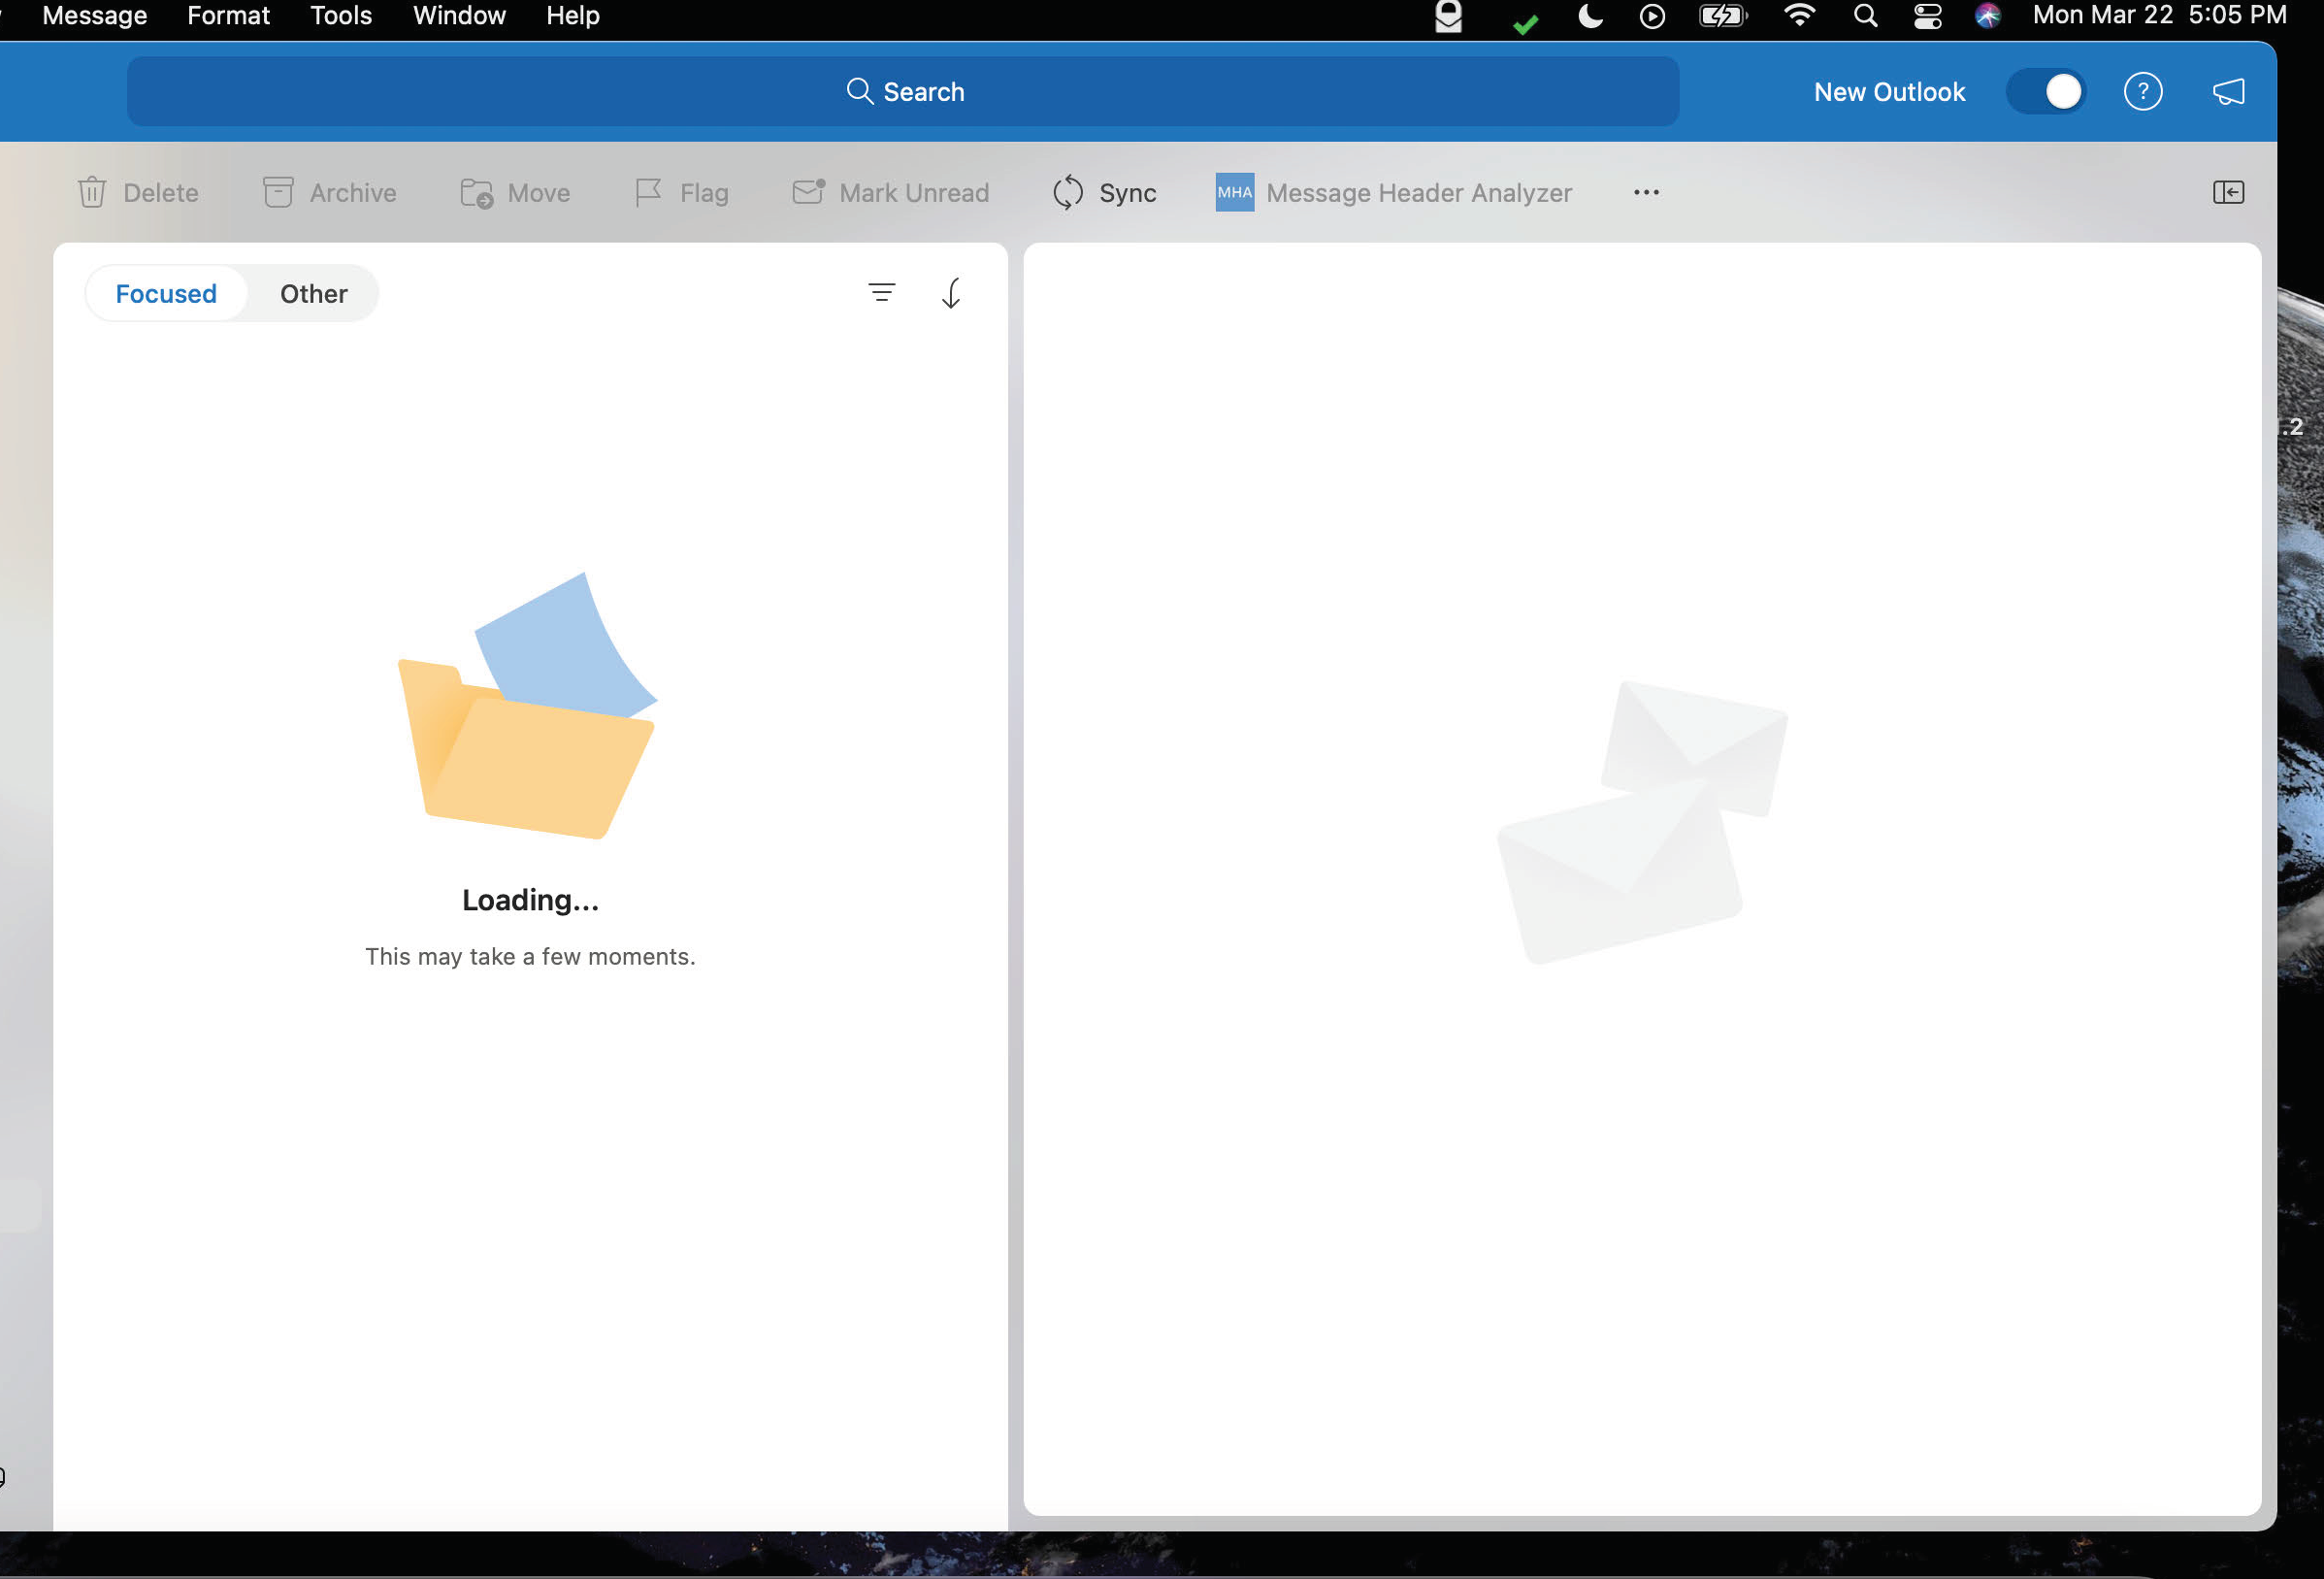 Message Format Tools Window Help Mon Mar 22 5:05 PM
Search New Outlook ?
Delete Archive Move Flag Mark Unread Sync MHA Message Header Analyzer ...
Focused Other
.2
Loading...
This may take a few moments.